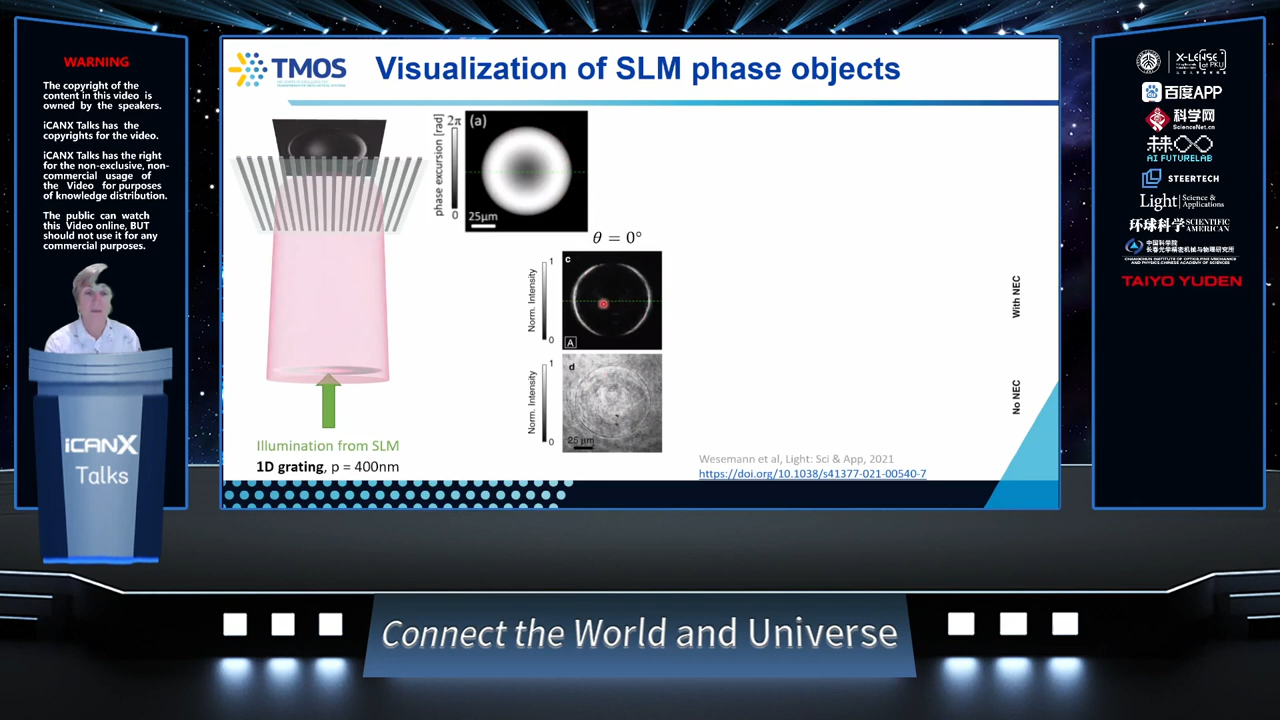 WARNING
The copyright of the
content in this video is
owned by the speakers.
iCANX Talks has the
copyrights for the video.
iCANX Talks has the right
for the non-exclusive, non-
commercial usage of
the Video for purposes
of knowledge distribution.
The public can watch
this Video online, BUT
should not use it for any
commercial purposes.
iCANX
Talks
TMOS
Visualization of SLM phase objects
phase excursion [rad]
2π
0
(a)
25μm
θ = 0°
Norm. Intensity
1
0
c
A
Norm. Intensity
1
0
d
25 μm
With NEC
No NEC
Illumination from SLM
1D grating, p = 400nm
Wesemann et al, Light: Sci & App, 2021
https://doi.org/10.1038/s41377-021-00540-7
X-LENSE
百度APP
科学网
ScienceNet.cn
AI FUTURELAB
STEERTECH
Light Science & Applications
环球科学 SCIENTIFIC AMERICAN
中国科学院
长春光学精密机械与物理研究所
CHANGCHUN INSTITUTE OF OPTICS, FINE MECHANICS
AND PHYSICS, CHINESE ACADEMY OF SCIENCES
TAIYO YUDEN
Connect the World and Universe